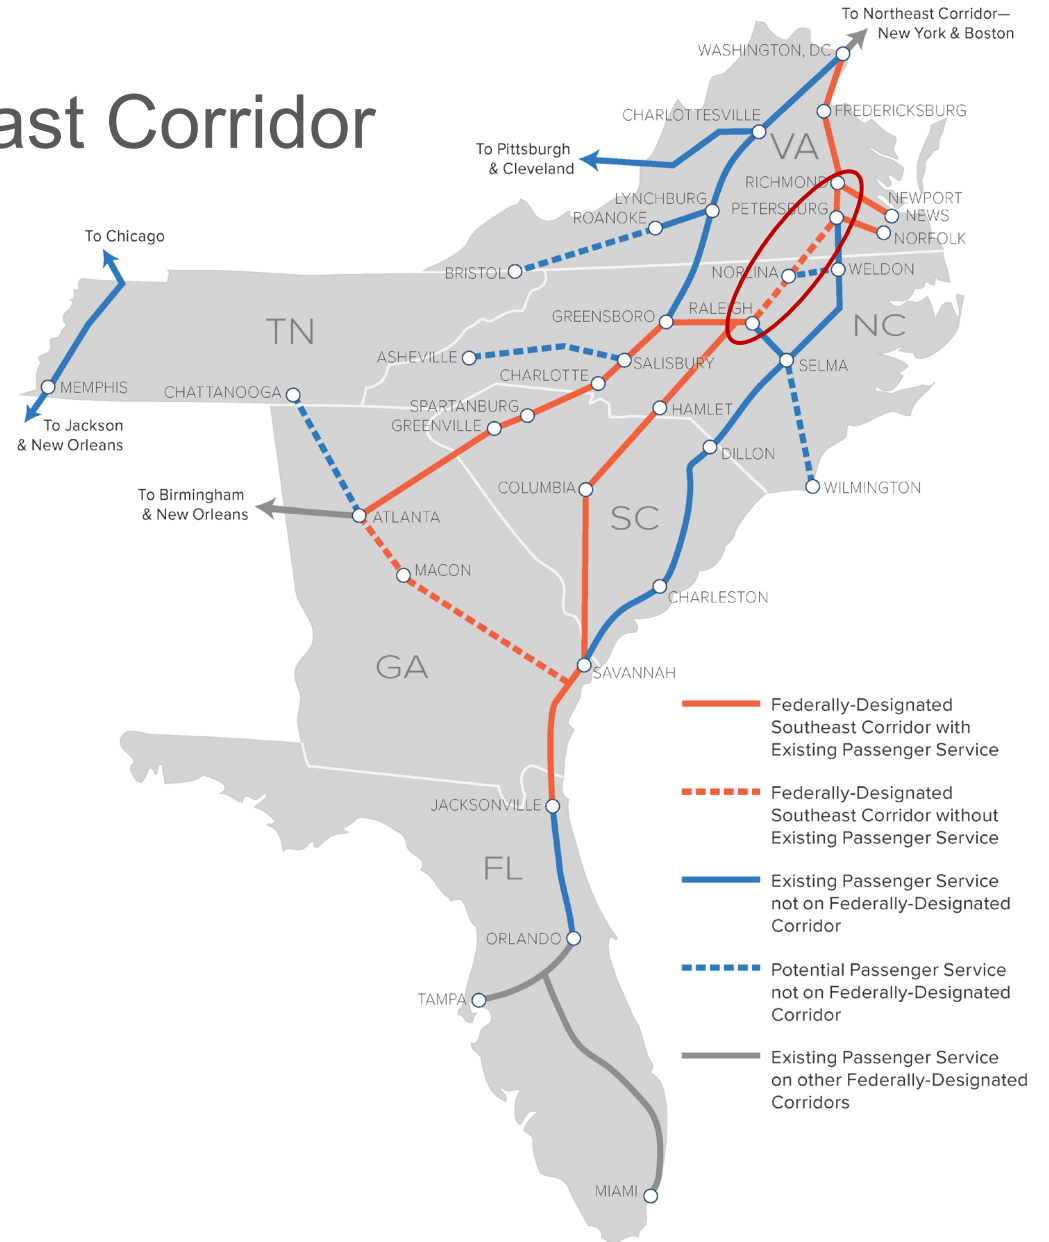 To Northeast Corridor—
New York & Boston
WASHINGTON, DC
ast Corridor
FREDERICKSBURG
CHARLOTTESVILLE
VA
To Pittsburgh
& Cleveland
RICHMOND
LYNCHBURG
NEWPORT
NEWS
ROANOKE
PETERSBURG
NORFOLK
To Chicago
BRISTOL
NORLINA
WELDON
RALEIGH
GREENSBORO
NC
TN
ASHEVILLE
SALISBURY
SELMA
CHARLOTTE
MEMPHIS
CHATTANOOGA
SPARTANBURG
HAMLET
GREENVILLE
To Jackson
& New Orleans
DILLON
COLUMBIA
WILMINGTON
To Birmingham
& New Orleans
ATLANTA
SC
MACON
CHARLESTON
GA
SAVANNAH
Federally-Designated
Southeast Corridor with
Existing Passenger Service
Federally-Designated
Southeast Corridor without
Existing Passenger Service
JACKSONVILLE
FL
Existing Passenger Service
not on Federally-Designated
Corridor
ORLANDO
Potential Passenger Service
not on Federally-Designated
Corridor
TAMPA
Existing Passenger Service
on other Federally-Designated
Corridors
MIAMI